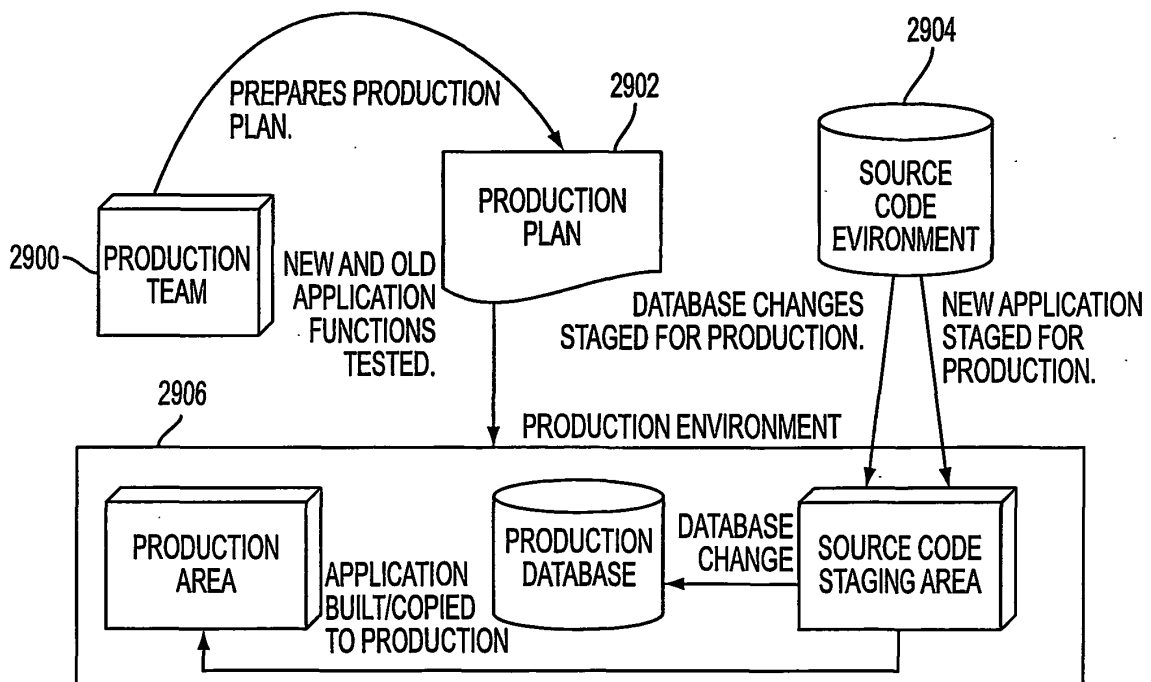 2904
PREPARES PRODUCTION
PLAN.
2902
SOURCE
CODE
EVIRONMENT
PRODUCTION
PLAN
2900
PRODUCTION
TEAM
NEW AND OLD
APPLICATION
FUNCTIONS
TESTED.
DATABASE CHANGES
STAGED FOR PRODUCTION.
NEW APPLICATION
STAGED FOR
PRODUCTION.
2906
PRODUCTION ENVIRONMENT
PRODUCTION
AREA
APPLICATION
BUILT/COPIED
TO PRODUCTION
PRODUCTION
DATABASE
DATABASE
CHANGE
SOURCE CODE
STAGING AREA